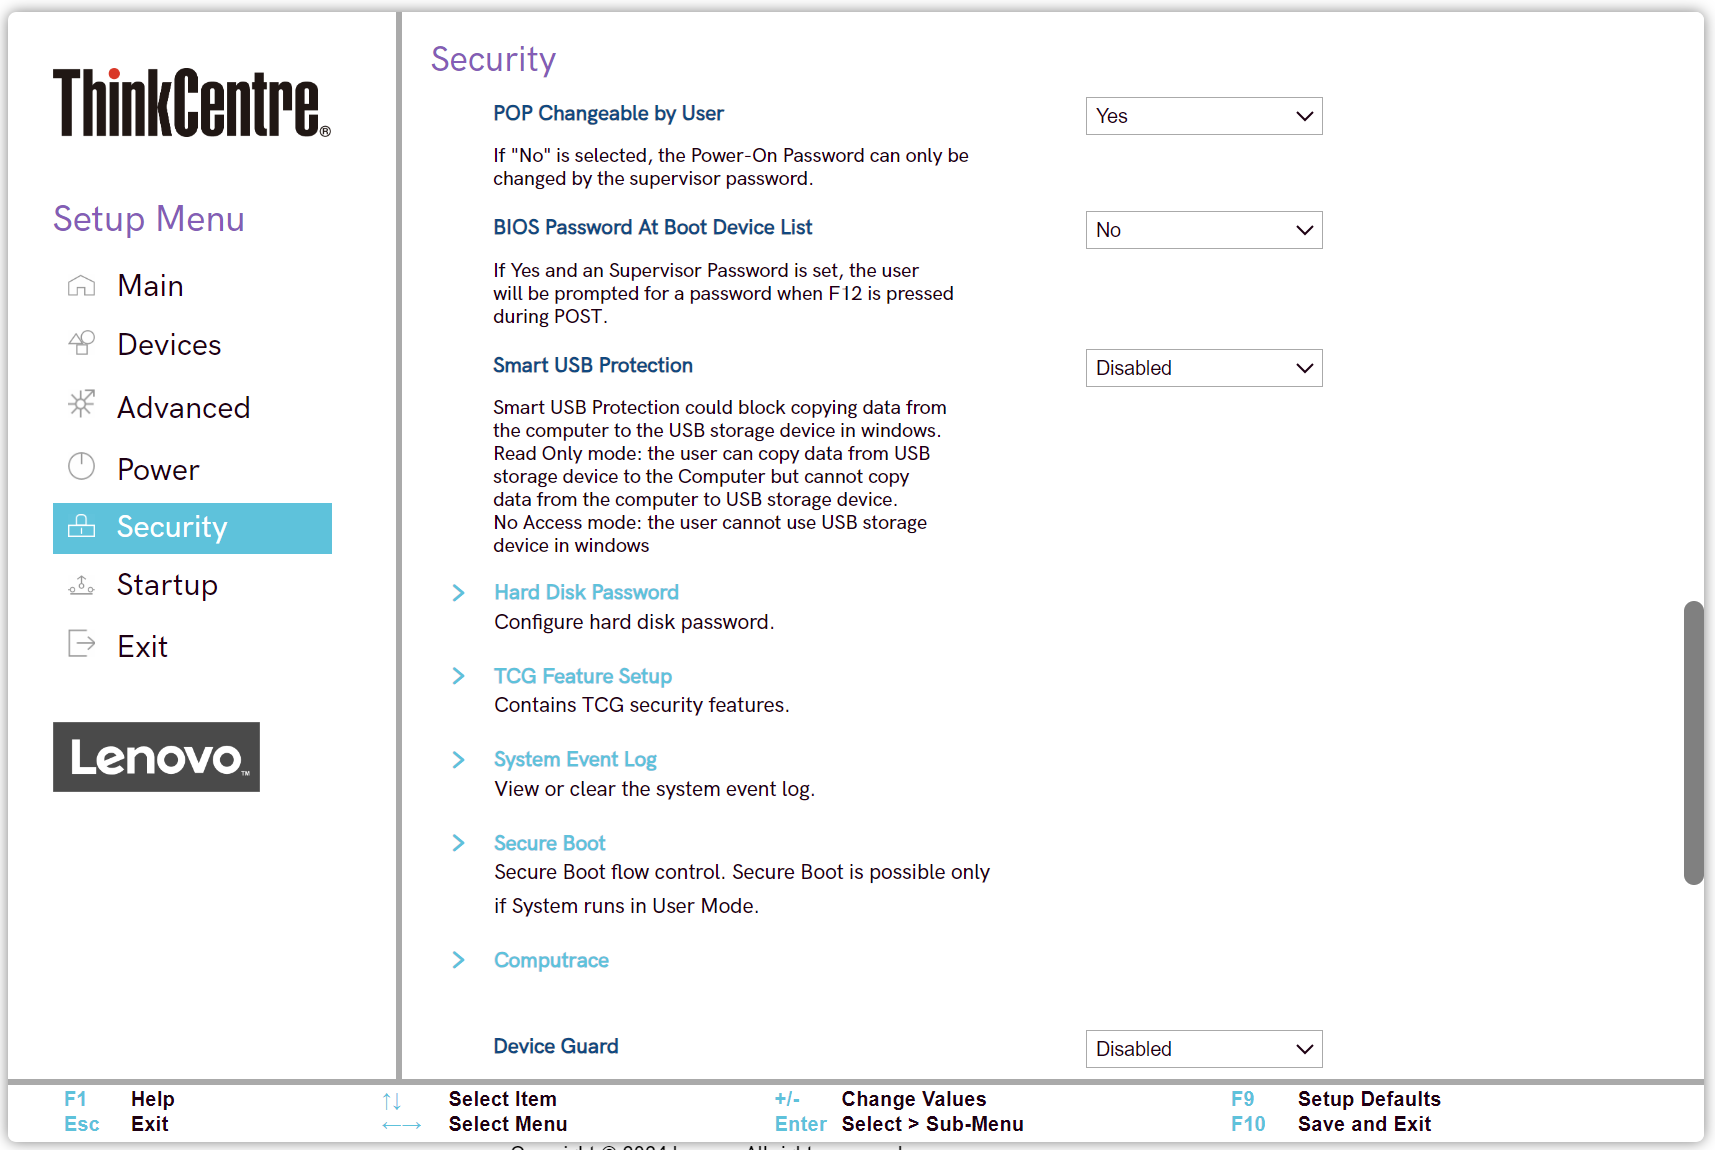 ThinkCentre®
Setup Menu
Main
Devices
Advanced
Power
Security
Startup
Exit
Lenovo™
Security
POP Changeable by User
Yes
If "No" is selected, the Power-On Password can only be
changed by the supervisor password.
BIOS Password At Boot Device List
No
If Yes and an Supervisor Password is set, the user
will be prompted for a password when F12 is pressed
during POST.
Smart USB Protection
Disabled
Smart USB Protection could block copying data from
the computer to the USB storage device in windows.
Read Only mode: the user can copy data from USB
storage device to the Computer but cannot copy
data from the computer to USB storage device.
No Access mode: the user cannot use USB storage
device in windows
> Hard Disk Password
Configure hard disk password.
> TCG Feature Setup
Contains TCG security features.
> System Event Log
View or clear the system event log.
> Secure Boot
Secure Boot flow control. Secure Boot is possible only
if System runs in User Mode.
> Computrace
Device Guard
Disabled
F1 Help ↑↓ Select Item +/- Change Values F9 Setup Defaults
Esc Exit ←→ Select Menu Enter Select > Sub-Menu F10 Save and Exit